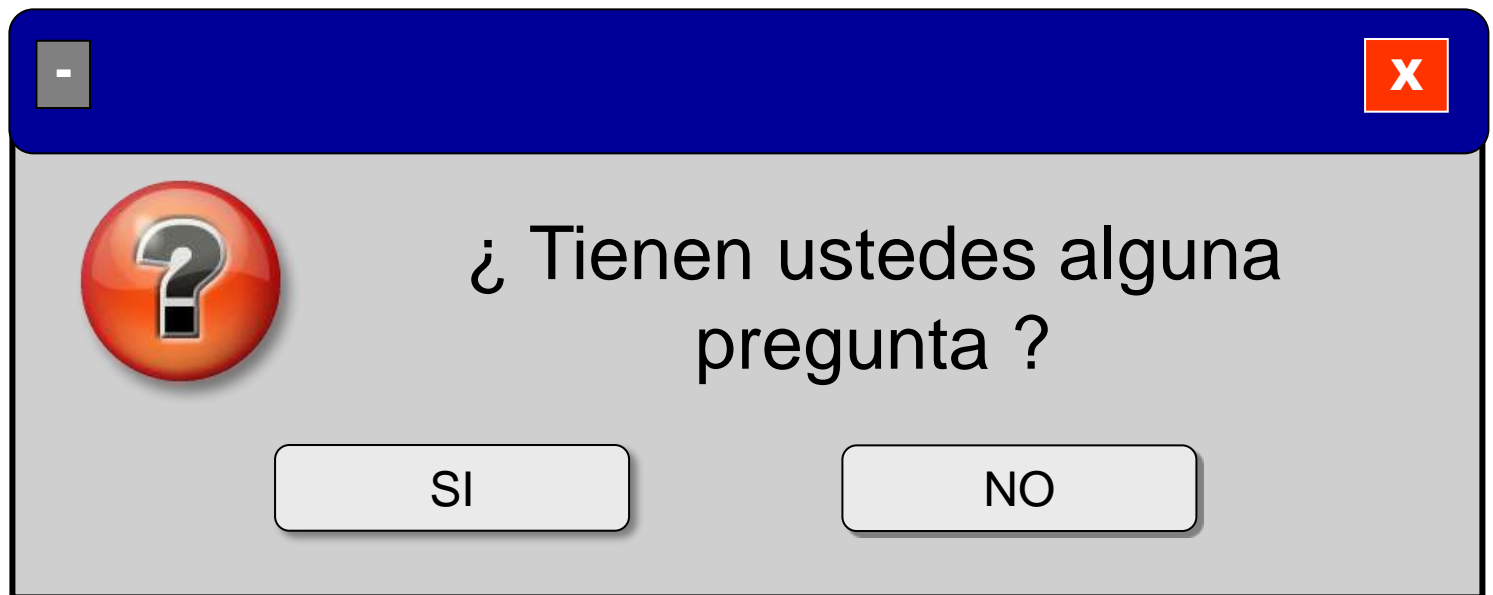 - X
¿ Tienen ustedes alguna
pregunta ?
SI NO